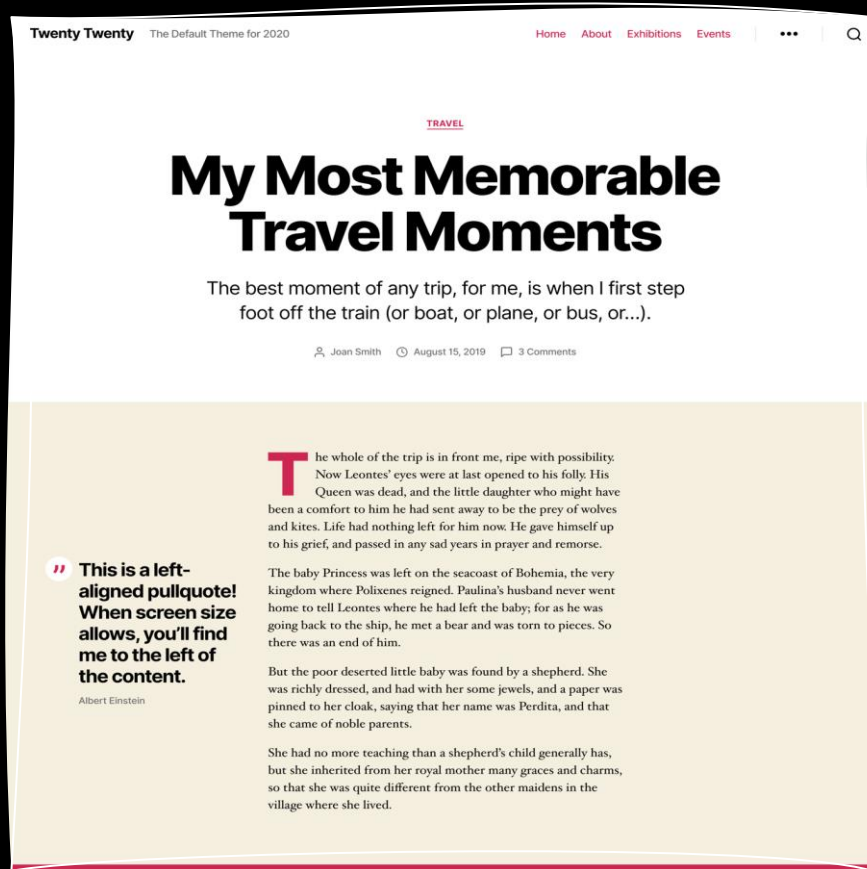 Twenty Twenty The Default Theme for 2020 Home About Exhibitions Events
TRAVEL
My Most Memorable
Travel Moments
The best moment of any trip, for me, is when I first step
foot off the train (or boat, or plane, or bus, or...).
Joan Smith August 15, 2019 3 Comments
The whole of the trip is in front me, ripe with possibility.
Now Leontes’ eyes were at last opened to his folly. His
Queen was dead, and the little daughter who might have
been a comfort to him he had sent away to be the prey of wolves
and kites. Life had nothing left for him now. He gave himself up
to his grief, and passed in any sad years in prayer and remorse.
” This is a left-
aligned pullquote!
When screen size
allows, you’ll find
me to the left of
the content.
Albert Einstein
The baby Princess was left on the seacoast of Bohemia, the very
kingdom where Polixenes reigned. Paulina’s husband never went
home to tell Leontes where he had left the baby; for as he was
going back to the ship, he met a bear and was torn to pieces. So
there was an end of him.
But the poor deserted little baby was found by a shepherd. She
was richly dressed, and had with her some jewels, and a paper was
pinned to her cloak, saying that her name was Perdita, and that
she came of noble parents.
She had no more teaching than a shepherd’s child generally has,
but she inherited from her royal mother many graces and charms,
so that she was quite different from the other maidens in the
village where she lived.